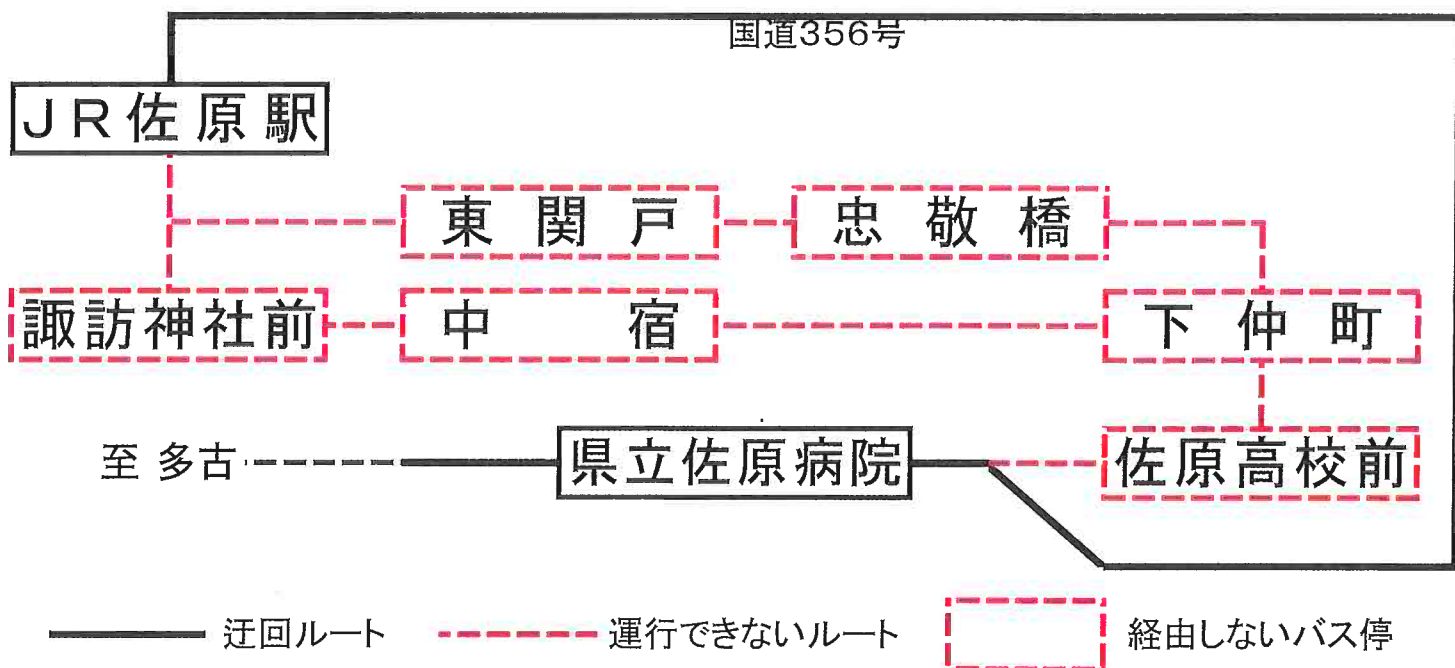 国道356号
JR佐原駅
東関戸
忠敬橋
諏訪神社前
中宿
下仲町
至 多古
県立佐原病院
佐原高校前
迂回ルート
運行できないルート
経由しないバス停